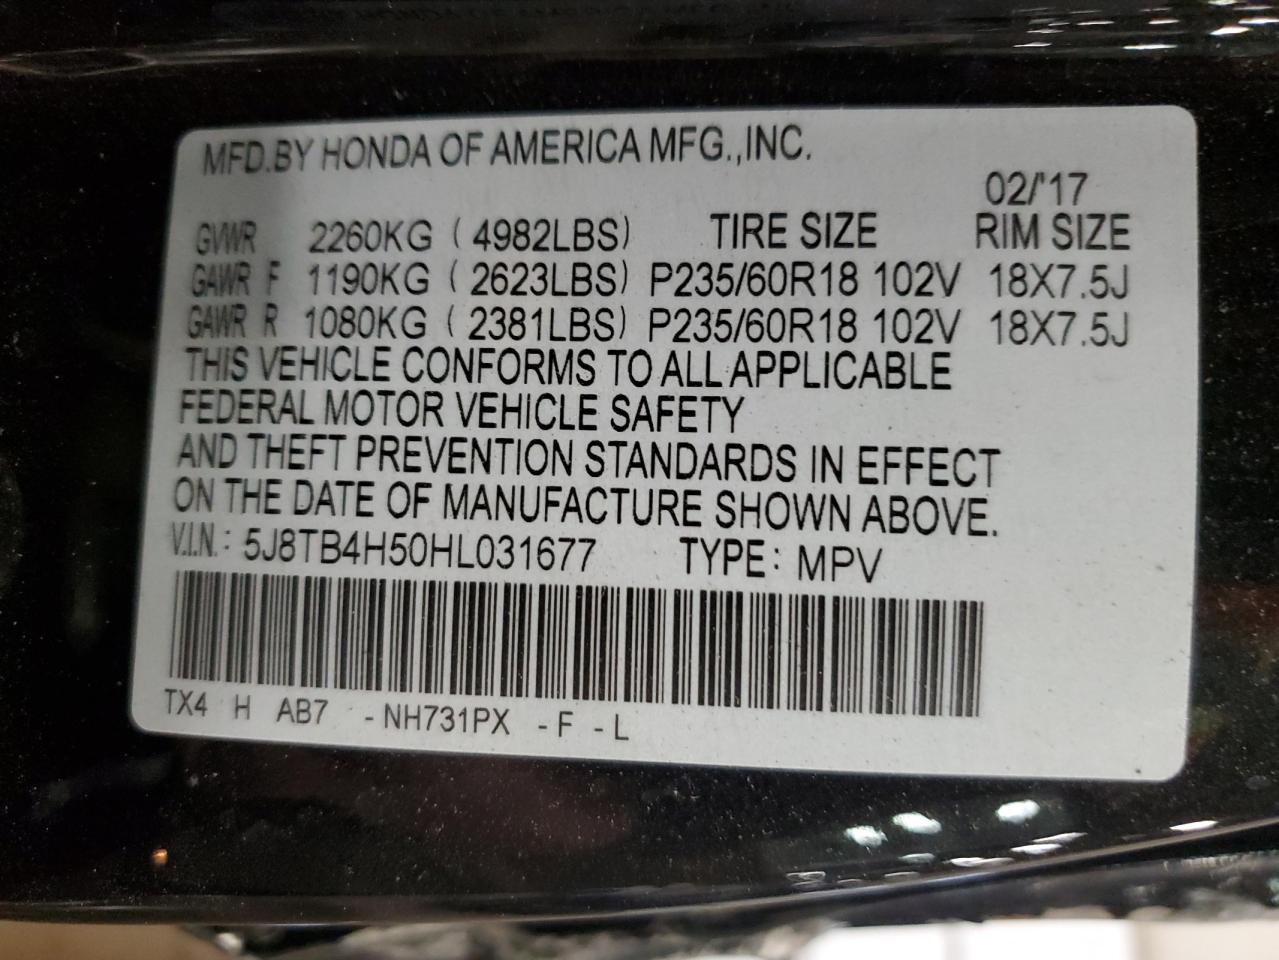 MFD.BY HONDA OF AMERICA MFG.,INC.
02/'17
GVWR 2260KG ( 4982LBS) TIRE SIZE RIM SIZE
GAWR F 1190KG ( 2623LBS) P235/60R18 102V 18X7.5J
GAWR R 1080KG ( 2381LBS) P235/60R18 102V 18X7.5J
THIS VEHICLE CONFORMS TO ALL APPLICABLE
FEDERAL MOTOR VEHICLE SAFETY
AND THEFT PREVENTION STANDARDS IN EFFECT
ON THE DATE OF MANUFACTURE SHOWN ABOVE.
V.I.N.: 5J8TB4H50HL031677 TYPE: MPV
TX4 H AB7 -NH731PX -F -L